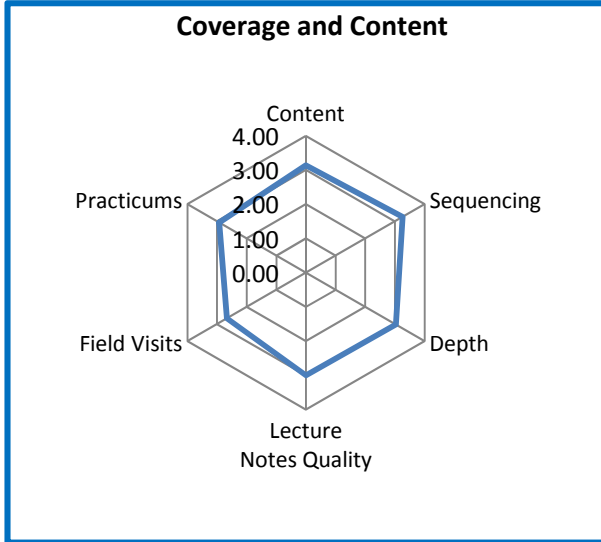 Coverage and Content
Content
4.00
3.00
Practicums
Sequencing
2.00
1.00
0.00
Field Visits
Depth
Lecture
Notes Quality